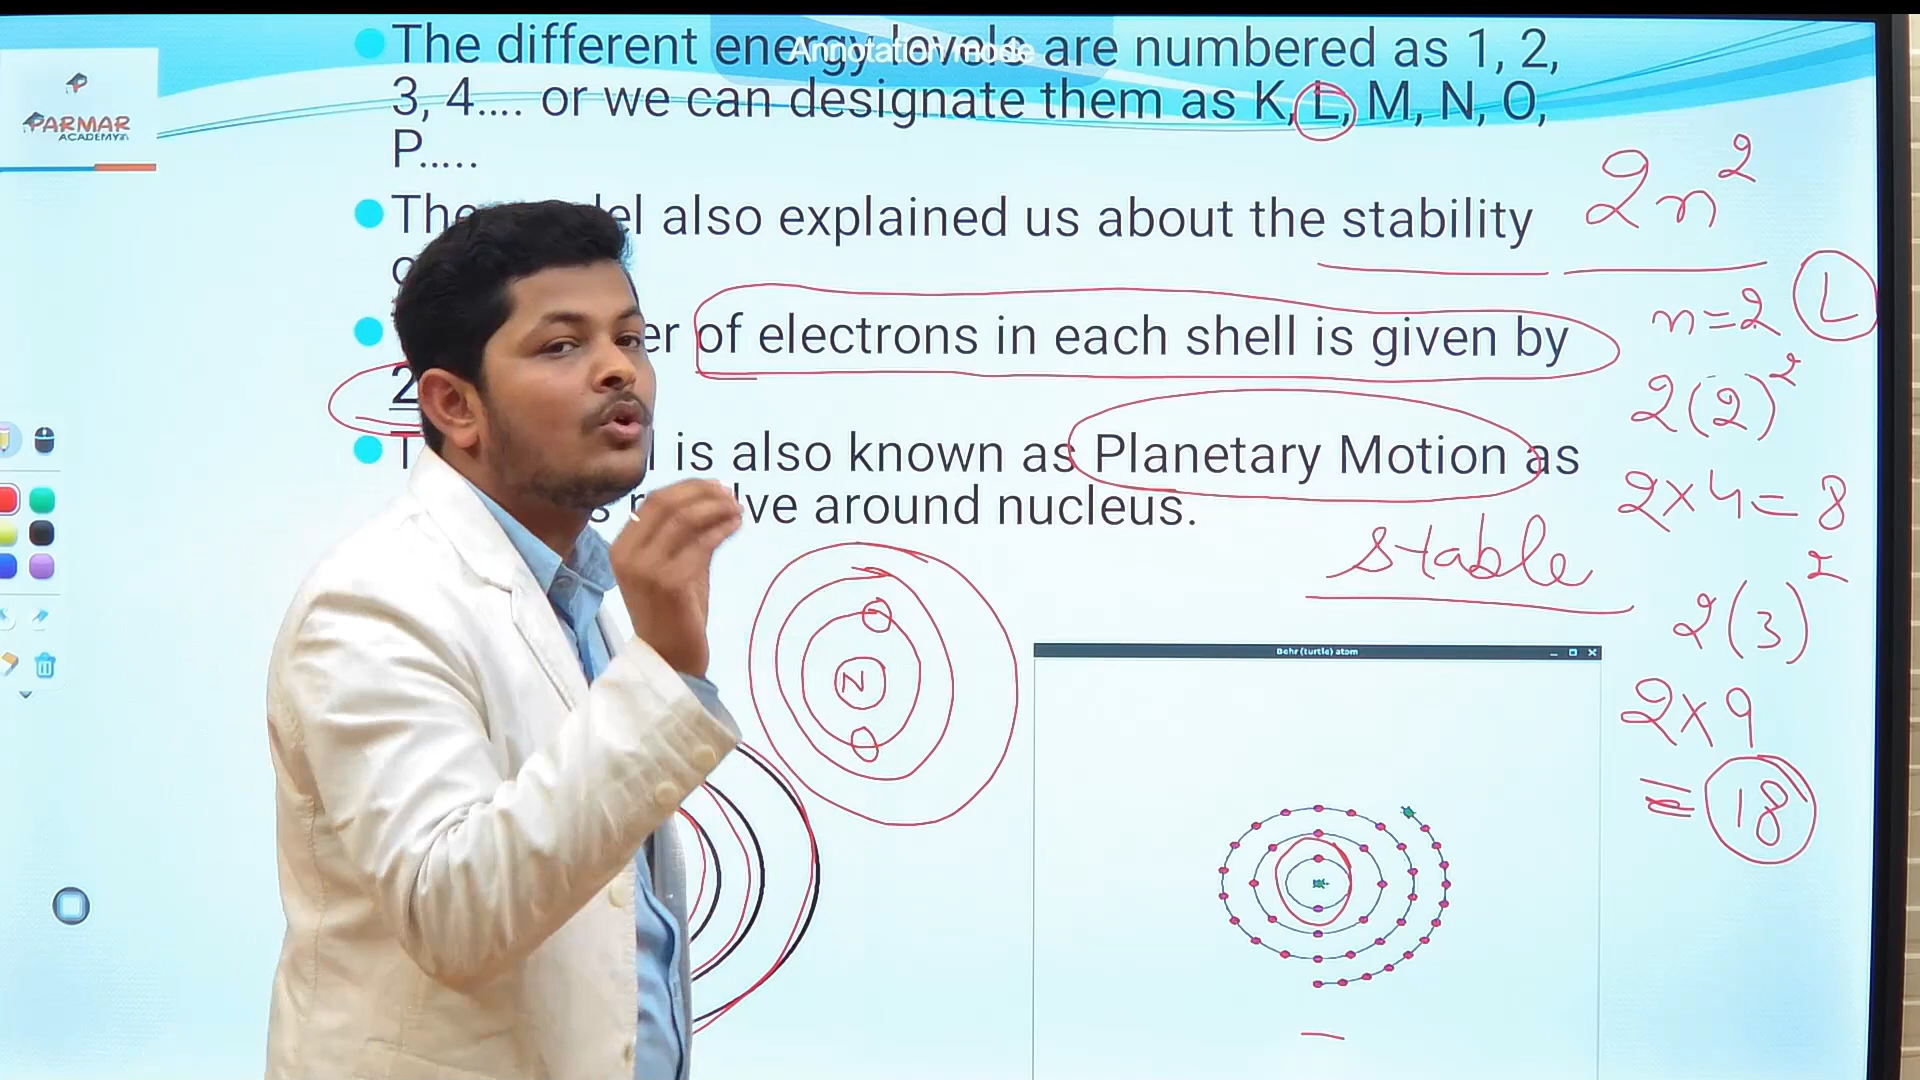 The different energy levels are numbered as 1, 2,
Annotation mode
3, 4.... or we can designate them as K, L, M, N, O,
P.....
PARMAR
ACADEMY
2n²
also explained us about the stability
n=2 L
of electrons in each shell is given by
2
2(2)²
is also known as Planetary Motion as
around nucleus.
2×4=8
stable
2(3)²
N
Bohr (turtle) atom
2×9
= 18